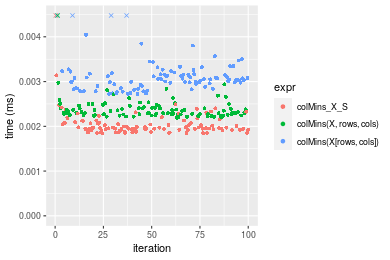 0.004
0.003
0.002
0.001
0.000
time (ms)
0
25
50
75
100
iteration
expr
colMins_X_S
colMins(X, rows, cols)
colMins(X[rows, cols])